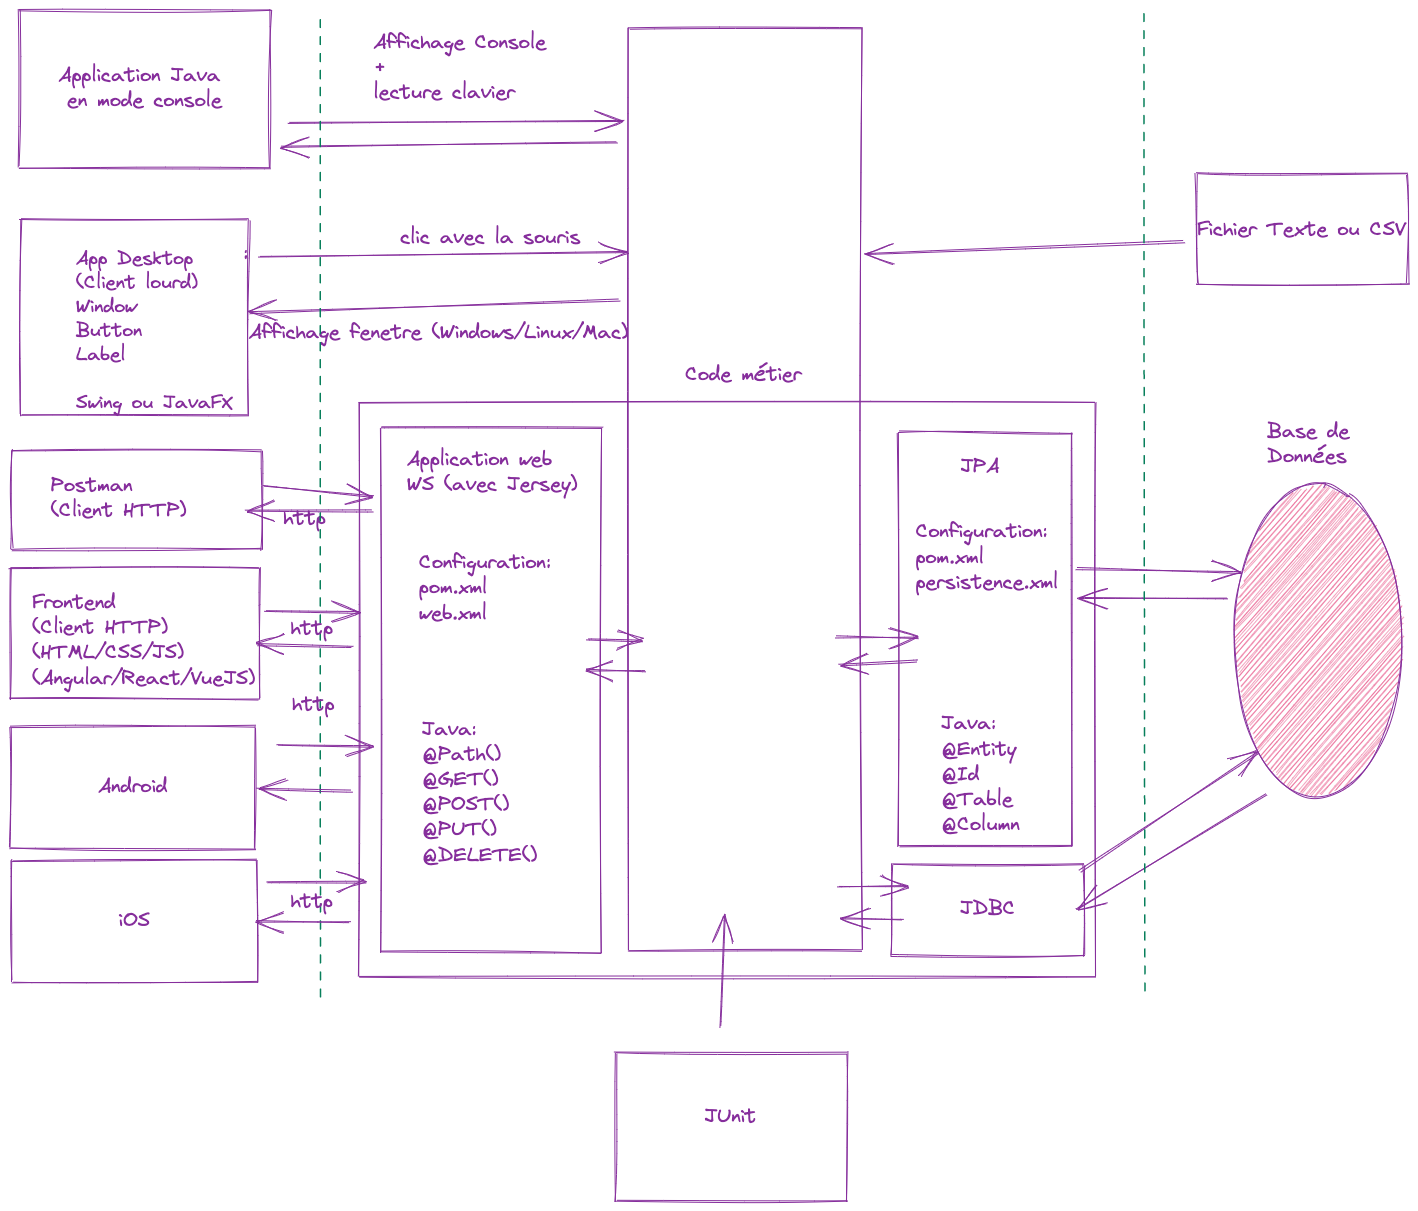 Application Java
en mode console
Affichage Console
+
lecture clavier
App Desktop
:
(Client lourd)
Window
Button
Label
Swing ou JavaFX
clic avec la souris
Affichage fenetre (Windows/Linux/Mac)
Code métier
Fichier Texte ou CSV
Postman
(Client HTTP)
http
Frontend
(Client HTTP)
(HTML/CSS/JS)
(Angular/React/VueJS)
http
http
Android
iOS
http
Application web
WS (avec Jersey)
Configuration:
pom.xml
web.xml
Java:
@Path()
@GET()
@POST()
@PUT()
@DELETE()
JPA
Configuration:
pom.xml
persistence.xml
Java:
@Entity
@Id
@Table
@Column
JDBC
Base de
Données
JUnit